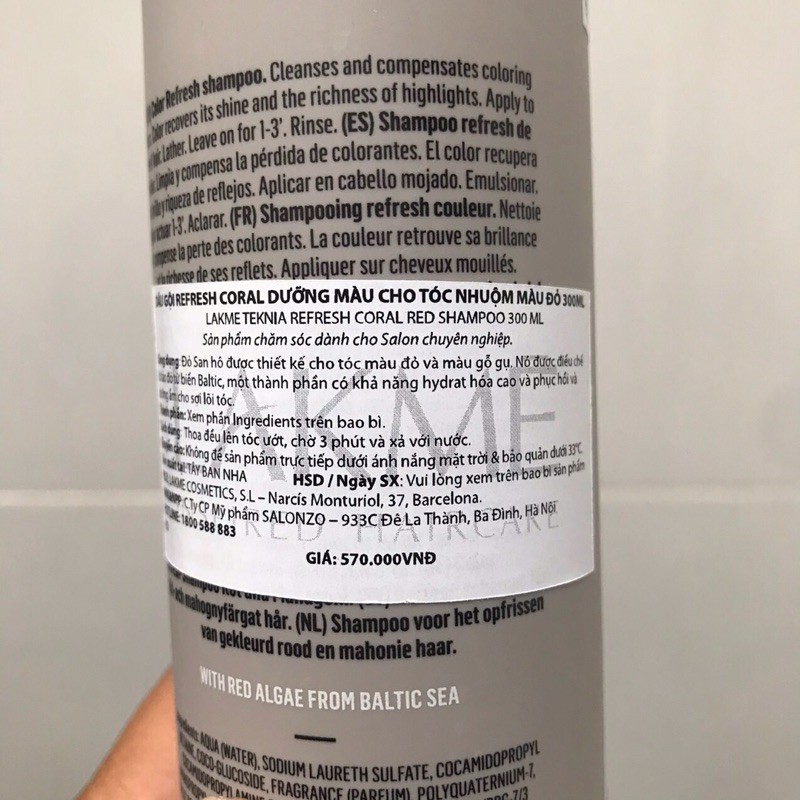 Color Refresh shampoo. Cleanses and compensates coloring
Color recovers its shine and the richness of highlights. Apply to
hair. Lather. Leave on for 1-3'. Rinse. (ES) Shampoo refresh de
Limpia y compensa la pérdida de colorantes. El color recupera
y riqueza de reflejos. Aplicar en cabello mojado. Emulsionar.
1-3'. Aclarar. (FR) Shampooing refresh couleur. Nettoie
la perte des colorants. La couleur retrouve sa brillance
la richesse de ses reflets. Appliquer sur cheveux mouillés.
GỘI REFRESH CORAL DƯỠNG MÀU CHO TÓC NHUỘM MÀU ĐỎ 300ML
LAKME TEKNIA REFRESH CORAL RED SHAMPOO 300 ML
Sản phẩm chăm sóc dành cho Salon chuyên nghiệp.
dụng: Đỏ San hô được thiết kế cho tóc màu đỏ và màu gỗ gụ. Nó được điều chế
từ biển Baltic, một thành phần có khả năng hydrat hóa cao và phục hồi và
ẩm cho sợi lõi tóc.
phần: Xem phần Ingredients trên bao bì.
dụng: Thoa đều lên tóc ướt, chờ 3 phút và xả với nước.
cáo: Không để sản phẩm trực tiếp dưới ánh nắng mặt trời & bảo quản dưới 33°C.
TÂY BAN NHA HSD / Ngày SX: Vui lòng xem trên bao bì sản phẩm
LAKME COSMETICS, S.L – Narcís Monturiol, 37, Barcelona.
CTy CP Mỹ phẩm SALONZO – 933C Đê La Thành, Ba Đình, Hà Nội
1800 588 883
GIÁ: 570.000VNĐ
och mahognyfärgat hår. (NL) Shampoo voor het opfrissen
van gekleurd rood en mahonie haar.
WITH RED ALGAE FROM BALTIC SEA
Ingredients: AQUA (WATER), SODIUM LAURETH SULFATE, COCAMIDOPROPYL
COCO-GLUCOSIDE, FRAGRANCE (PARFUM), POLYQUATERNIUM-7,